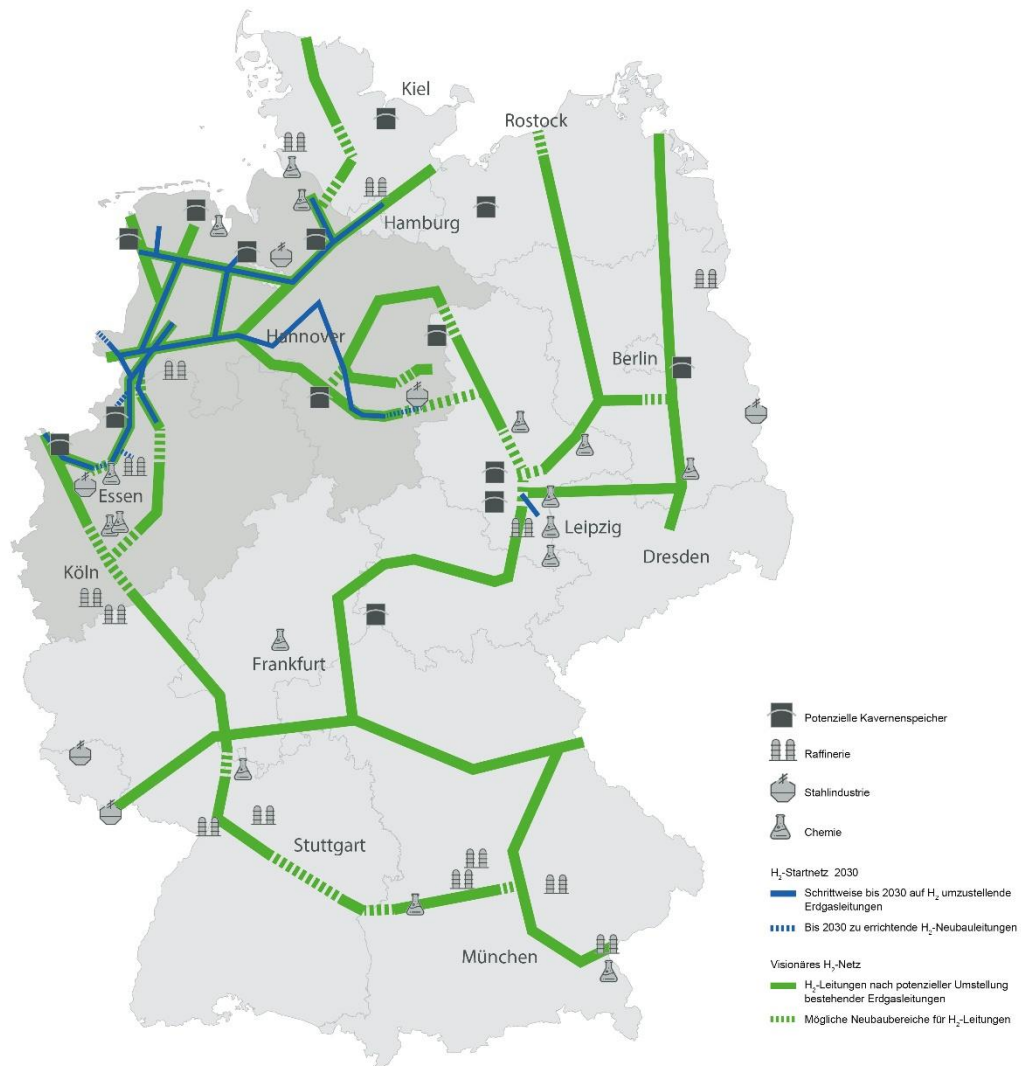 Kiel
Rostock
Hamburg
Hannover
Berlin
Essen
Leipzig
Dresden
Köln
Frankfurt
Stuttgart
München
Potenzielle Kavernenspeicher
Raffinerie
Stahlindustrie
Chemie
H₂-Startnetz 2030
Schrittweise bis 2030 auf H₂ umzustellende
Erdgasleitungen
Bis 2030 zu errichtende H₂-Neubauleitungen
Visionäres H₂-Netz
H₂-Leitungen nach potenzieller Umstellung
bestehender Erdgasleitungen
Mögliche Neubaubereiche für H₂-Leitungen